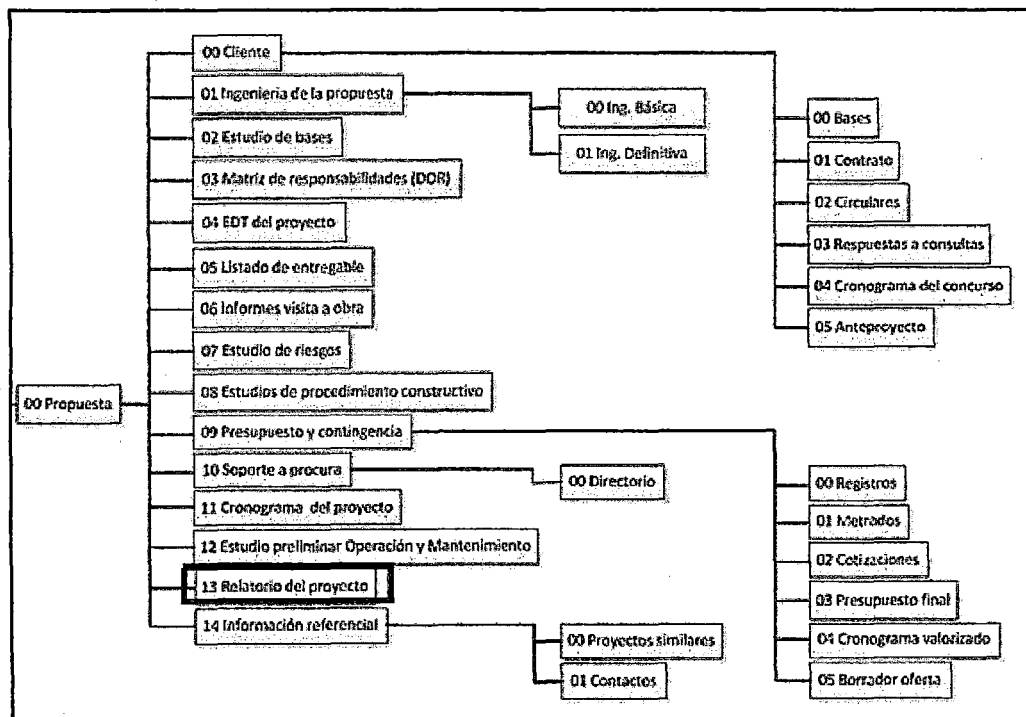 00 Propuesta
00 Cliente
01 Ingenieria de la propuesta
02 Estudio de bases
03 Matriz de responsabilidades (DOR)
04 EDT del proyecto
05 Listado de entregable
06 Informes visita a obra
07 Estudio de riesgos
08 Estudios de procedimiento constructivo
09 Presupuesto y contingencia
10 Soporte a procura
11 Cronograma del proyecto
12 Estudio preliminar Operación y Mantenimiento
13 Relatorio del proyecto
14 Información referencial
00 Ing. Básica
01 Ing. Definitiva
00 Directorio
00 Proyectos similares
01 Contactos
00 Bases
01 Contrato
02 Circulares
03 Respuestas a consultas
04 Cronograma del concurso
05 Anteproyecto
00 Registros
01 Metrados
02 Cotizaciones
03 Presupuesto final
04 Cronograma valorizado
05 Borrador oferta